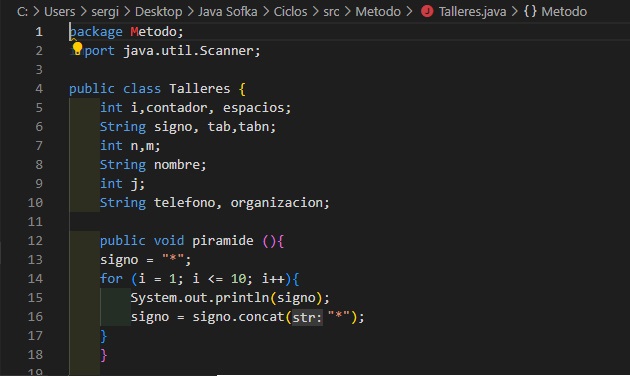 C: > Users > sergi > Desktop > Java Sofka > Ciclos > src > Metodo > Talleres.java > {} Metodo
1 package Metodo;
2 port java.util.Scanner;
3
4 public class Talleres {
5 int i,contador, espacios;
6 String signo, tab,tabn;
7 int n,m;
8 String nombre;
9 int j;
10 String telefono, organizacion;
11
12 public void piramide (){
13 signo = "*";
14 for (i = 1; i <= 10; i++){
15 System.out.println(signo);
16 signo = signo.concat(str: "*");
17 }
18 }
19